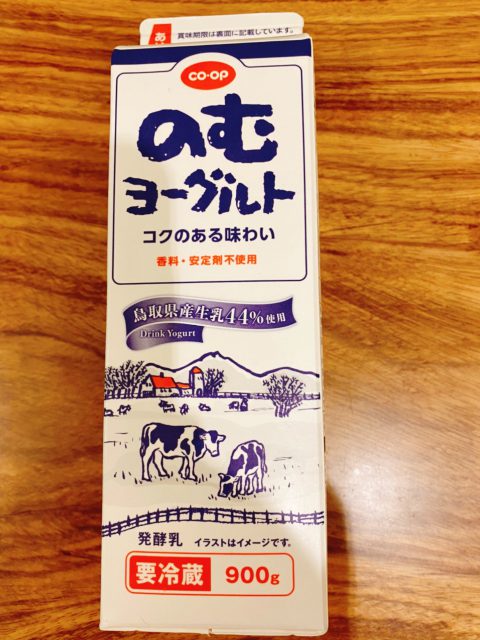 あ
賞味期限は裏面に記載しています。
CO·OP
のむ
ヨーグルト
コクのある味わい
香料・安定剤不使用
鳥取県産生乳44%使用
Drink Yogurt
発酵乳 イラストはイメージです。
要冷蔵 900g